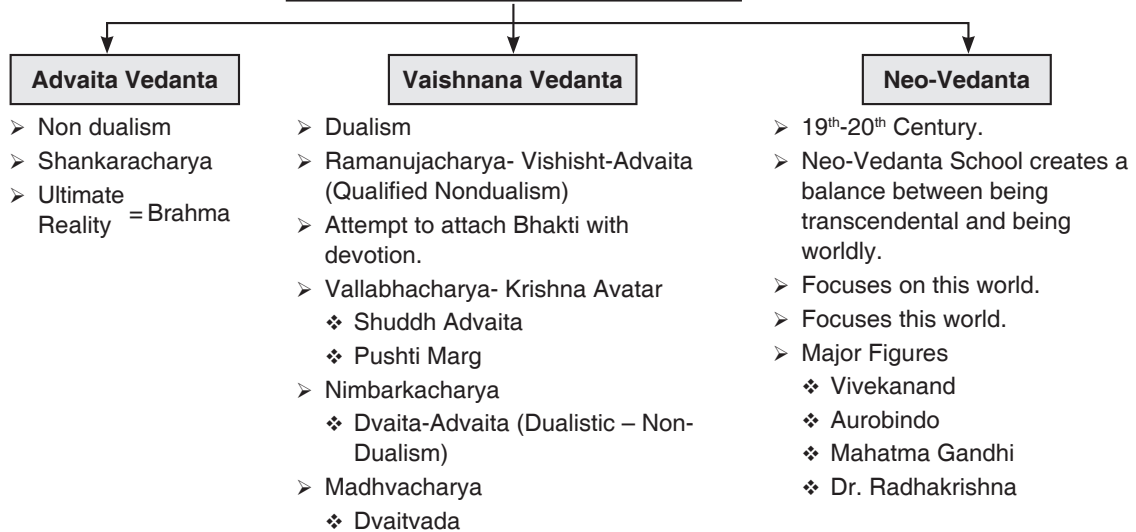 Advaita Vedanta
➢ Non dualism
➢ Shankaracharya
➢ Ultimate Reality = Brahma
Vaishnana Vedanta
➢ Dualism
➢ Ramanujacharya- Vishisht-Advaita
(Qualified Nondualism)
➢ Attempt to attach Bhakti with
devotion.
➢ Vallabhacharya- Krishna Avatar
❖ Shuddh Advaita
❖ Pushti Marg
➢ Nimbarkacharya
❖ Dvaita-Advaita (Dualistic – Non-
Dualism)
➢ Madhvacharya
❖ Dvaitvada
Neo-Vedanta
➢ 19th-20th Century.
➢ Neo-Vedanta School creates a
balance between being
transcendental and being
worldly.
➢ Focuses on this world.
➢ Focuses this world.
➢ Major Figures
❖ Vivekanand
❖ Aurobindo
❖ Mahatma Gandhi
❖ Dr. Radhakrishna